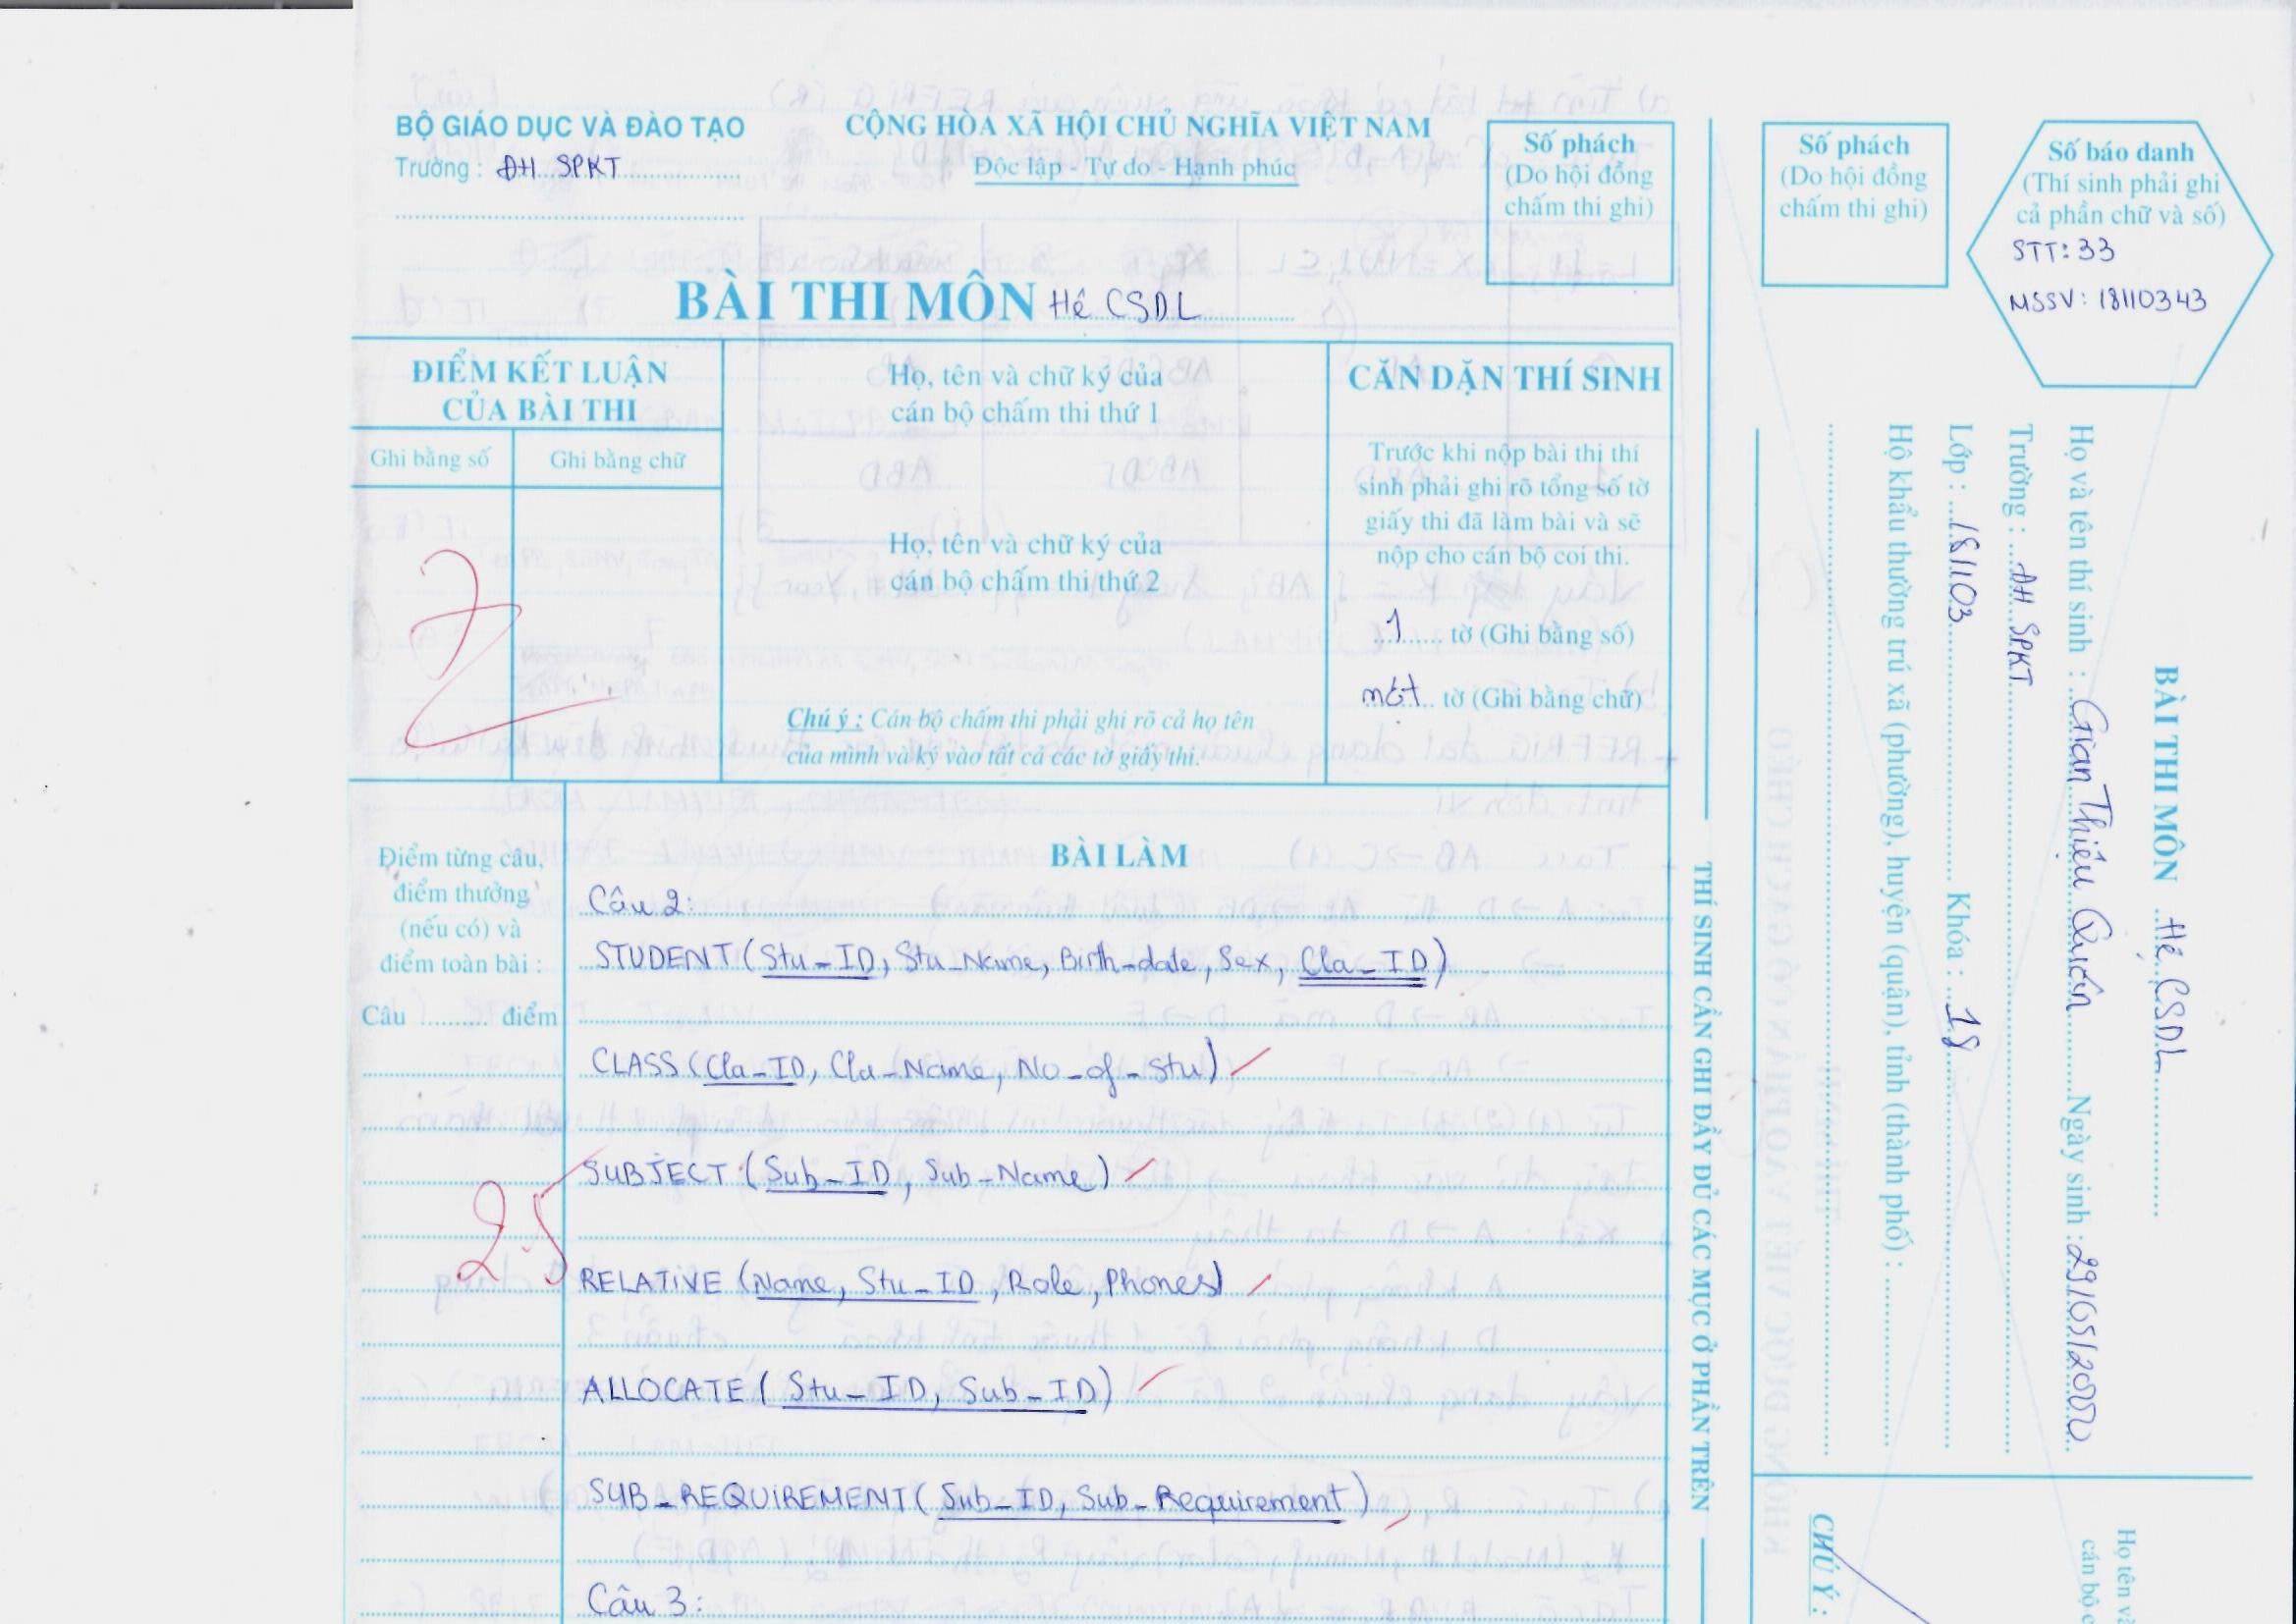 BỘ GIÁO DỤC VÀ ĐÀO TẠO
Trường : ĐH SPKT
CỘNG HÒA XÃ HỘI CHỦ NGHĨA VIỆT NAM
Độc lập - Tự do - Hạnh phúc
Số phách
(Do hội đồng
chấm thi ghi)
BÀI THI MÔN Hệ CSDL
ĐIỂM KẾT LUẬN
CỦA BÀI THI
Ghi bằng số
Ghi bằng chữ
7
Họ, tên và chữ ký của
cán bộ chấm thi thứ 1
Họ, tên và chữ ký của
cán bộ chấm thi thứ 2
Chú ý : Cán bộ chấm thi phải ghi rõ cả họ tên
của mình và ký vào tất cả các tờ giấy thi.
CĂN DẶN THÍ SINH
Trước khi nộp bài thi thí
sinh phải ghi rõ tổng số tờ
giấy thi đã làm bài và sẽ
nộp cho cán bộ coi thi.
1 tờ (Ghi bằng số)
một tờ (Ghi bằng chữ)
Điểm từng câu,
điểm thưởng
(nếu có) và
điểm toàn bài :
Câu .......... điểm
2.5
BÀI LÀM
Câu 2:
STUDENT (Stu_ID, Stu_Name, Birth_date, Sex, Cla_ID)
CLASS (Cla_ID, Cla_Name, No_of_Stu)
SUBJECT (Sub_ID, Sub_Name)
RELATIVE (Name, Stu_ID, Role, Phones)
ALLOCATE (Stu_ID, Sub_ID)
SUB_REQUIREMENT (Sub_ID, Sub_Requirement)
Câu 3:
THÍ SINH CẦN GHI ĐẦY ĐỦ CÁC MỤC Ở PHẦN TRÊN
Số phách
(Do hội đồng
chấm thi ghi)
Số báo danh
(Thí sinh phải ghi
cả phần chữ và số)
STT: 33
MSSV: 18110343
BÀI THI MÔN Hệ CSDL
Họ và tên thí sinh : Gian Thiệu Quân Ngày sinh : 29/05/2000
Trường : ĐH SPKT
Lớp : 181103 Khóa : 18
Hộ khẩu thường trú xã (phường), huyện (quận), tỉnh (thành phố) :
CHÚ Ý :
Họ tên và
cán bộ c